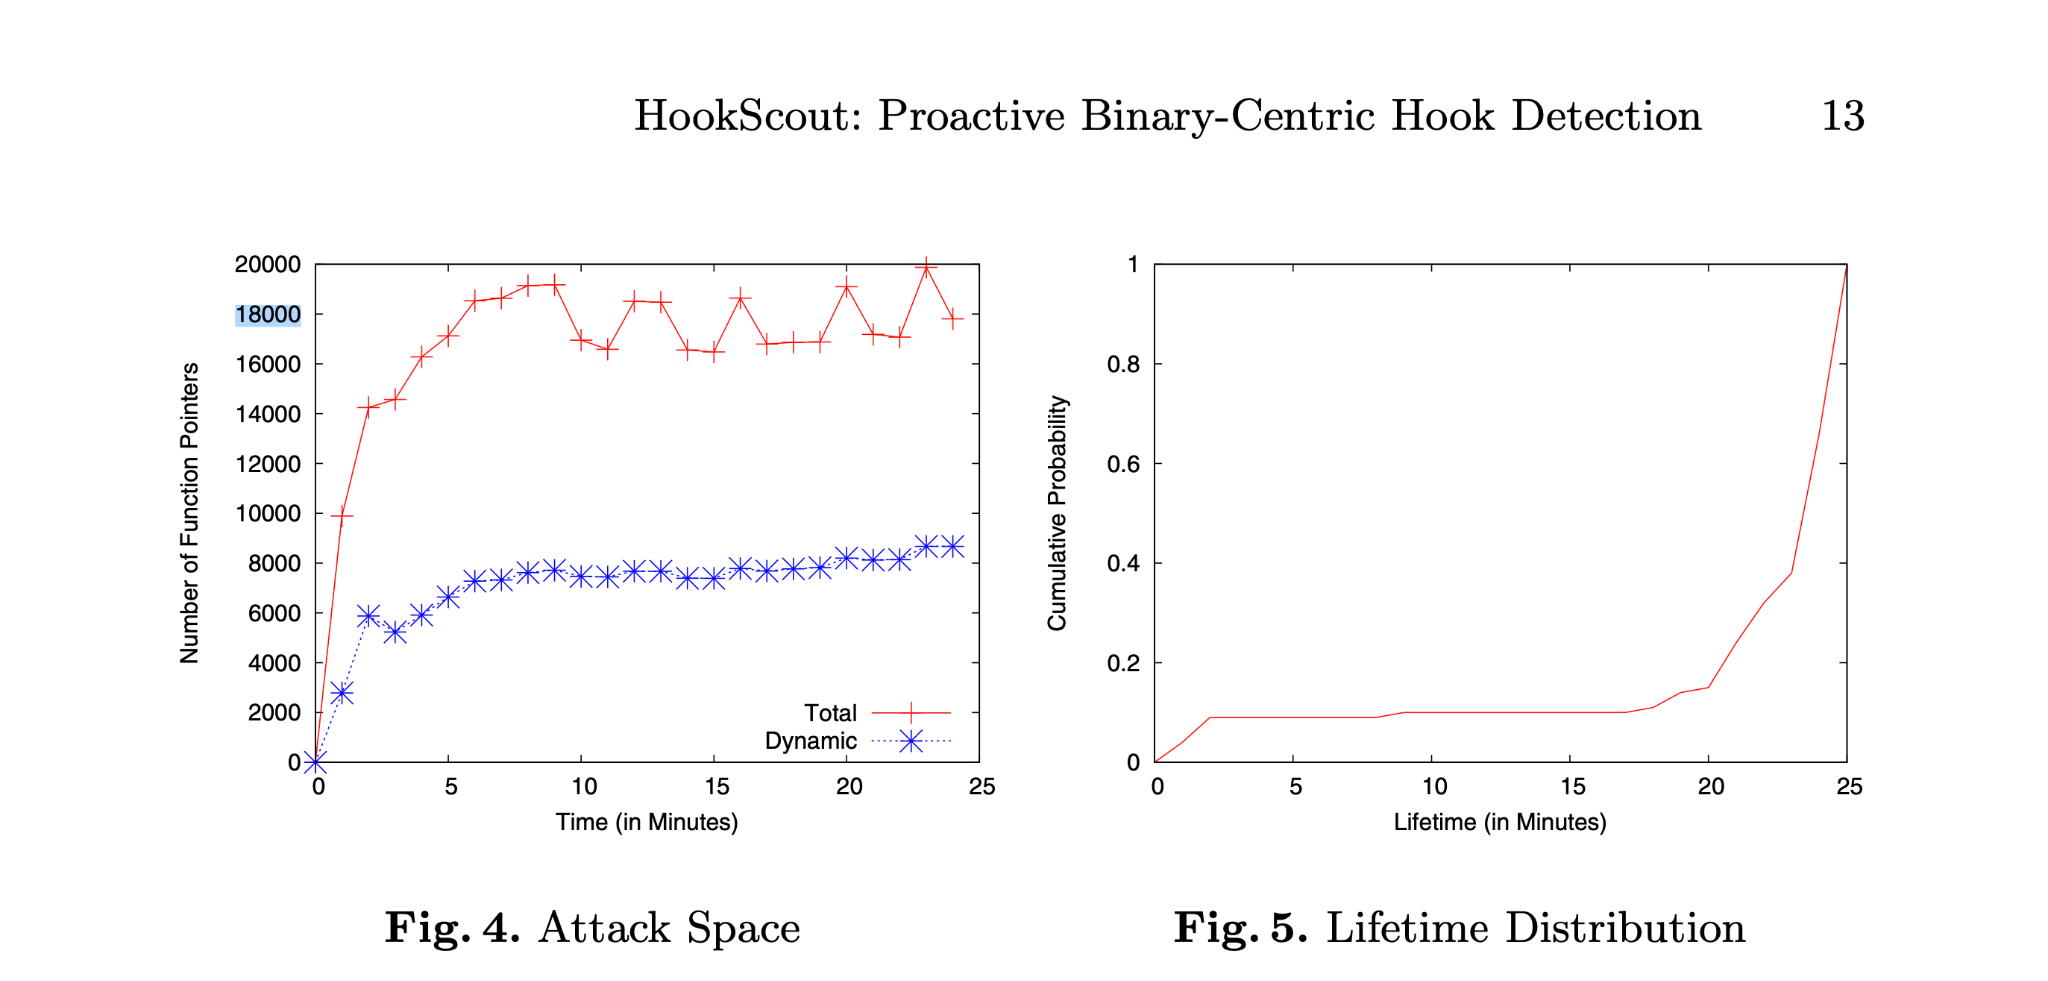 HookScout: Proactive Binary-Centric Hook Detection 13
20000
18000
16000
14000
12000
10000
8000
6000
4000
2000
0
Number of Function Pointers
Total
Dynamic
0 5 10 15 20 25
Time (in Minutes)
Fig. 4. Attack Space
1
0.8
0.6
0.4
0.2
0
Cumulative Probability
0 5 10 15 20 25
Lifetime (in Minutes)
Fig. 5. Lifetime Distribution